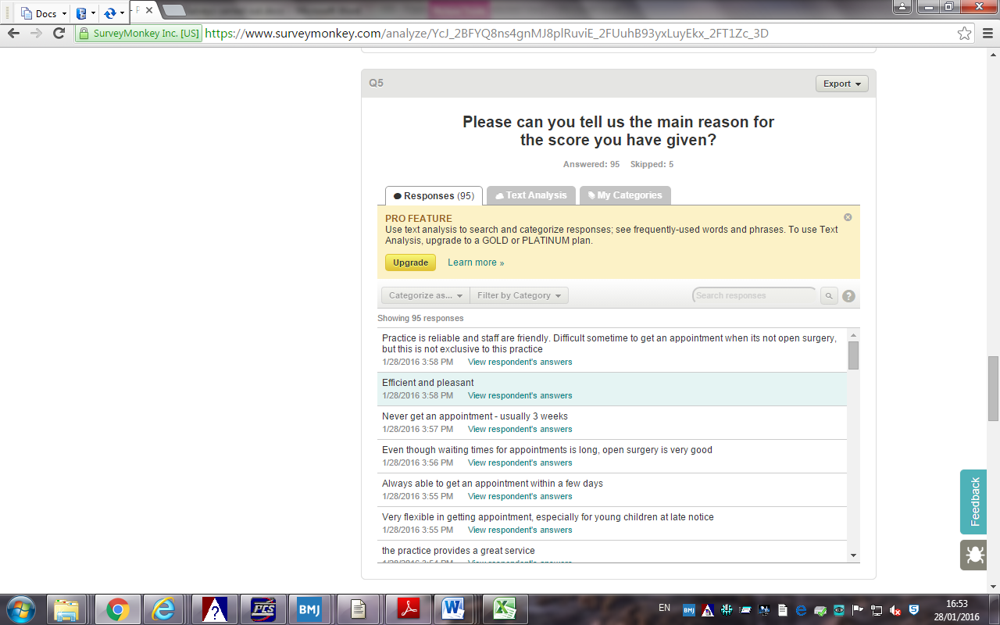 Docs
SurveyMonkey Inc. [US] https://www.surveymonkey.com/analyze/YcJ_2BFYQ8ns4gnMJ8plRuviE_2FUuhB93yxLuyEkx_2FT1Zc_3D
Q5
Export
Please can you tell us the main reason for
the score you have given?
Answered: 95 Skipped: 5
Responses (95) Text Analysis My Categories
PRO FEATURE
Use text analysis to search and categorize responses; see frequently-used words and phrases. To use Text
Analysis, upgrade to a GOLD or PLATINUM plan.
Upgrade Learn more »
Categorize as... Filter by Category Search responses ?
Showing 95 responses
Practice is reliable and staff are friendly. Difficult sometime to get an appointment when its not open surgery,
but this is not exclusive to this practice
1/28/2016 3:58 PM View respondent's answers
Efficient and pleasant
1/28/2016 3:58 PM View respondent's answers
Never get an appointment - usually 3 weeks
1/28/2016 3:57 PM View respondent's answers
Even though waiting times for appointments is long, open surgery is very good
1/28/2016 3:56 PM View respondent's answers
Always able to get an appointment within a few days
1/28/2016 3:55 PM View respondent's answers
Very flexible in getting appointment, especially for young children at late notice
1/28/2016 3:55 PM View respondent's answers
the practice provides a great service
1/28/2016 3:54 PM View respondent's answers
Feedback
? PCS BMJ W X
EN BMJ
16:53
28/01/2016